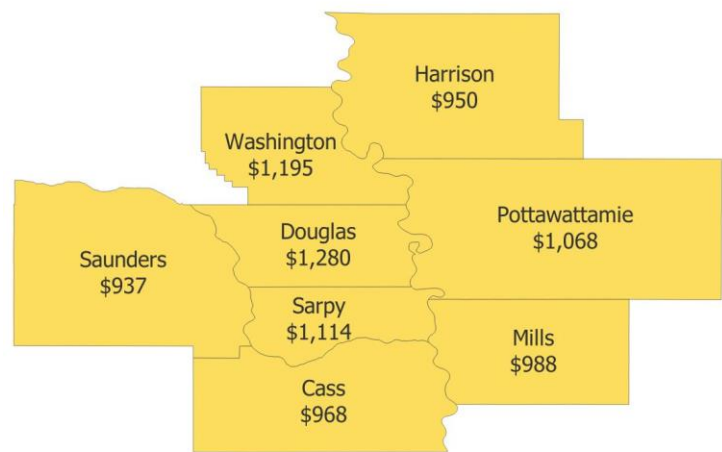 Harrison
$950
Washington
$1,195
Pottawattamie
$1,068
Douglas
$1,280
Saunders
$937
Sarpy
$1,114
Mills
$988
Cass
$968